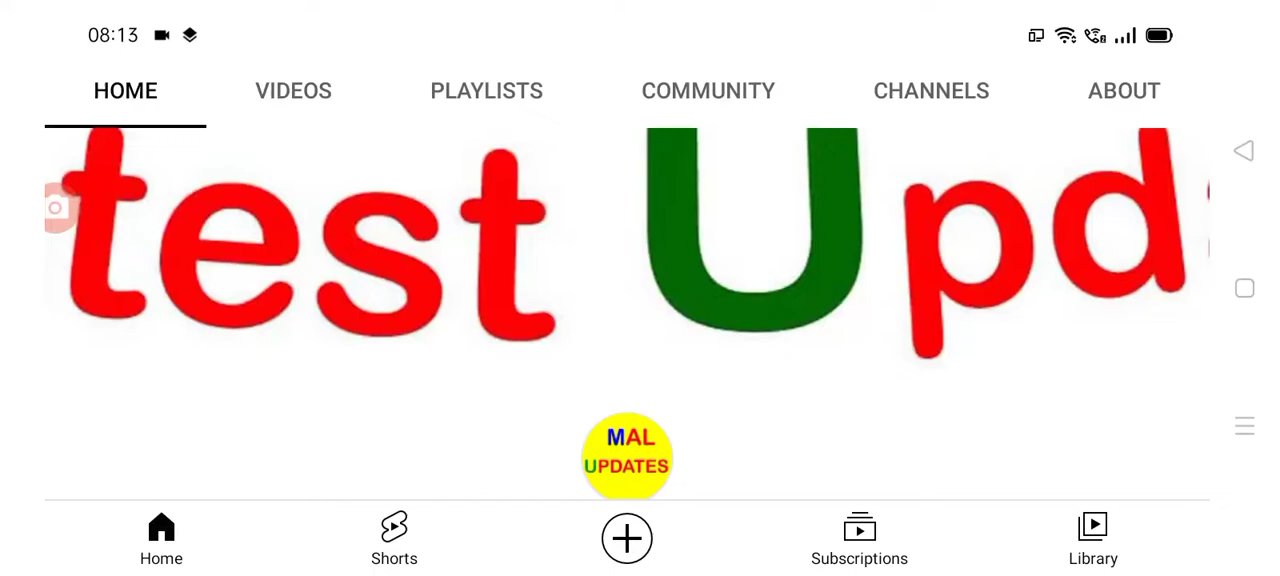 08:13
HOME VIDEOS PLAYLISTS COMMUNITY CHANNELS ABOUT
test Upd
MAL
UPDATES
Home Shorts Subscriptions Library